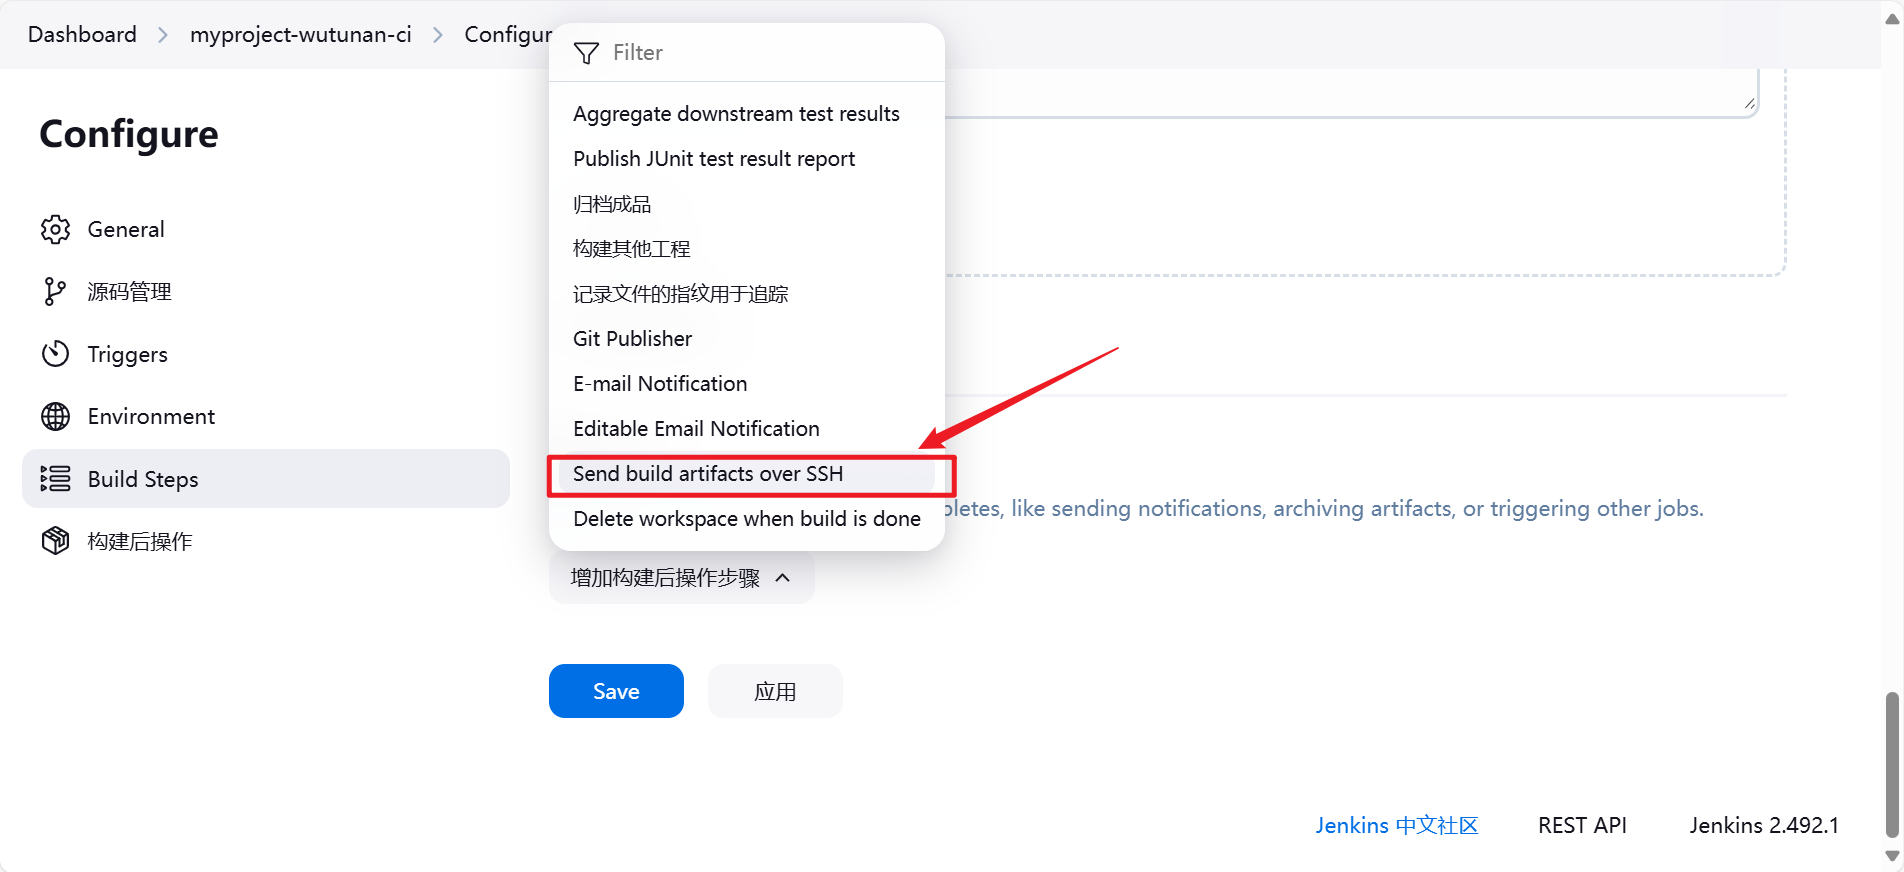 Dashboard > myproject-wutunan-ci > Configur
Filter
Aggregate downstream test results
Publish JUnit test result report
归档成品
构建其他工程
记录文件的指纹用于追踪
Git Publisher
E-mail Notification
Editable Email Notification
Send build artifacts over SSH
Delete workspace when build is done
Configure
General
源码管理
Triggers
Environment
Build Steps
构建后操作
pletes, like sending notifications, archiving artifacts, or triggering other jobs.
增加构建后操作步骤
Save
应用
Jenkins 中文社区
REST API
Jenkins 2.492.1